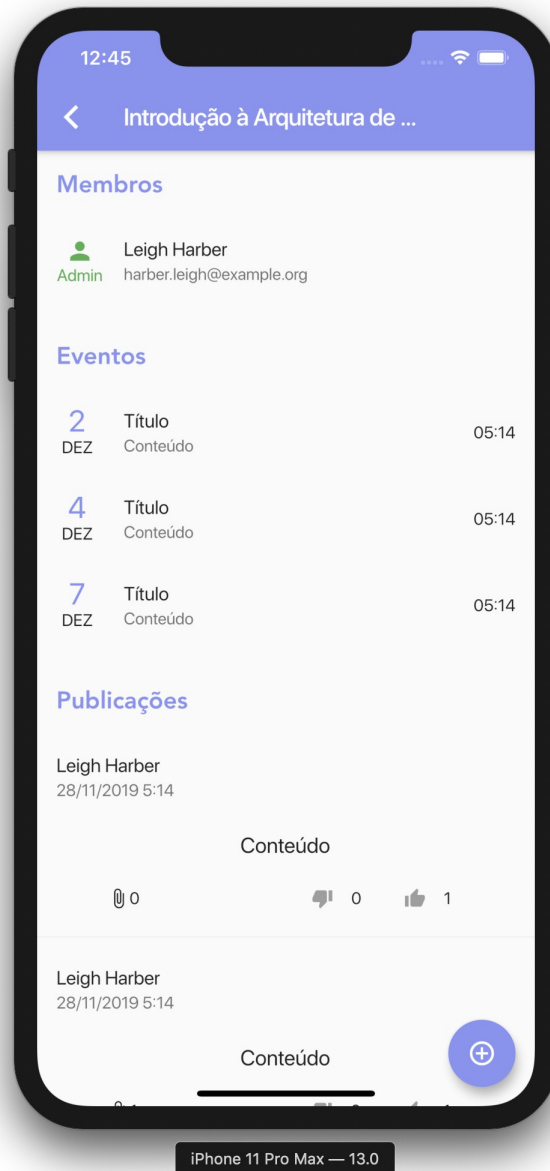 12:45
Introdução à Arquitetura de ...
Membros
Leigh Harber
Admin harber.leigh@example.org
Eventos
2 Título
DEZ Conteúdo 05:14
4 Título
DEZ Conteúdo 05:14
7 Título
DEZ Conteúdo 05:14
Publicações
Leigh Harber
28/11/2019 5:14
Conteúdo
0 0 1
Leigh Harber
28/11/2019 5:14
Conteúdo
iPhone 11 Pro Max — 13.0